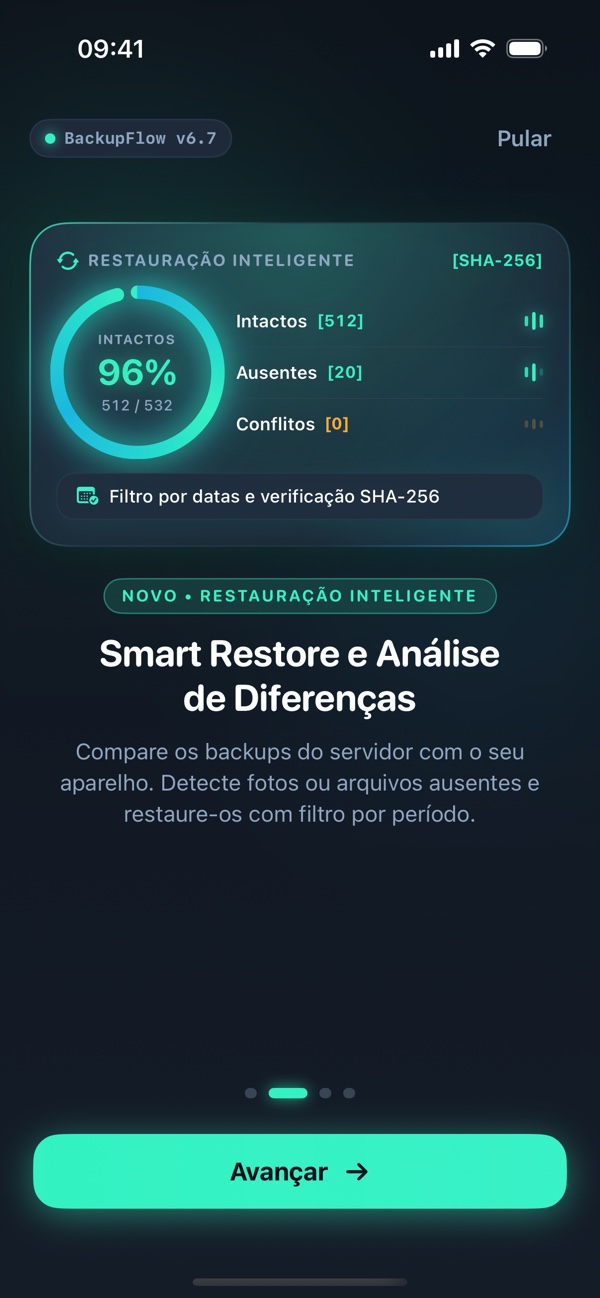 09:41
BackupFlow v6.7
Pular
RESTAURAÇÃO INTELIGENTE
[SHA-256]
INTACTOS
96%
512 / 532
Intactos [512]
Ausentes [20]
Conflitos [0]
Filtro por datas e verificação SHA-256
NOVO • RESTAURAÇÃO INTELIGENTE
Smart Restore e Análise
de Diferenças
Compare os backups do servidor com o seu
aparelho. Detecte fotos ou arquivos ausentes e
restaure-os com filtro por período.
Avançar →